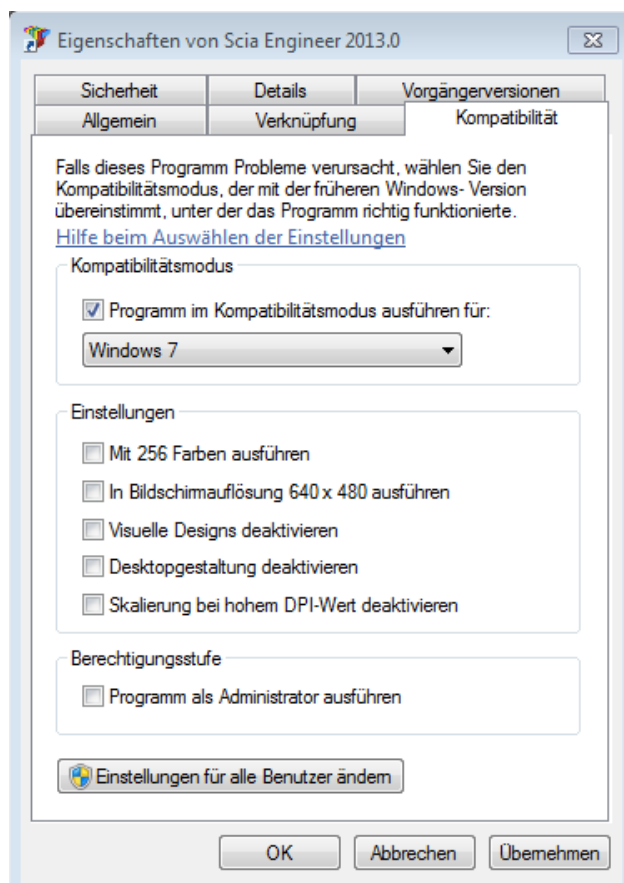 Eigenschaften von Scia Engineer 2013.0
Sicherheit Details Vorgängerversionen
Allgemein Verknüpfung Kompatibilität
Falls dieses Programm Probleme verursacht, wählen Sie den
Kompatibilitätsmodus, der mit der früheren Windows- Version
übereinstimmt, unter der das Programm richtig funktionierte.
Hilfe beim Auswählen der Einstellungen
Kompatibilitätsmodus
Programm im Kompatibilitätsmodus ausführen für:
Windows 7
Einstellungen
Mit 256 Farben ausführen
In Bildschirmauflösung 640 x 480 ausführen
Visuelle Designs deaktivieren
Desktopgestaltung deaktivieren
Skalierung bei hohem DPI-Wert deaktivieren
Berechtigungsstufe
Programm als Administrator ausführen
Einstellungen für alle Benutzer ändern
OK Abbrechen Übernehmen